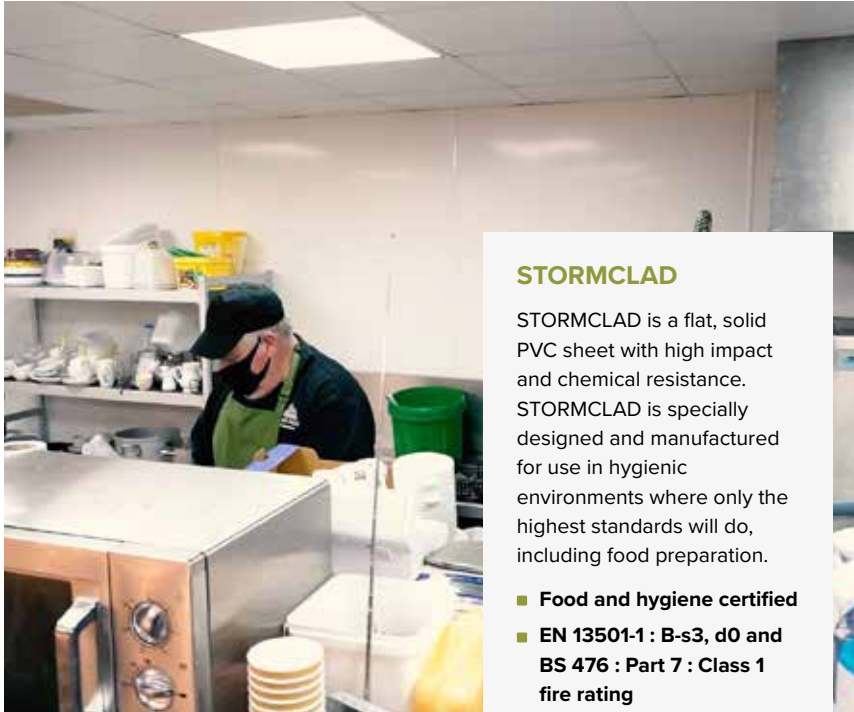 STORMCLAD
STORMCLAD is a flat, solid
PVC sheet with high impact
and chemical resistance.
STORMCLAD is specially
designed and manufactured
for use in hygienic
environments where only the
highest standards will do,
including food preparation.
Food and hygiene certified
EN 13501-1 : B-s3, d0 and
BS 476 : Part 7 : Class 1
fire rating